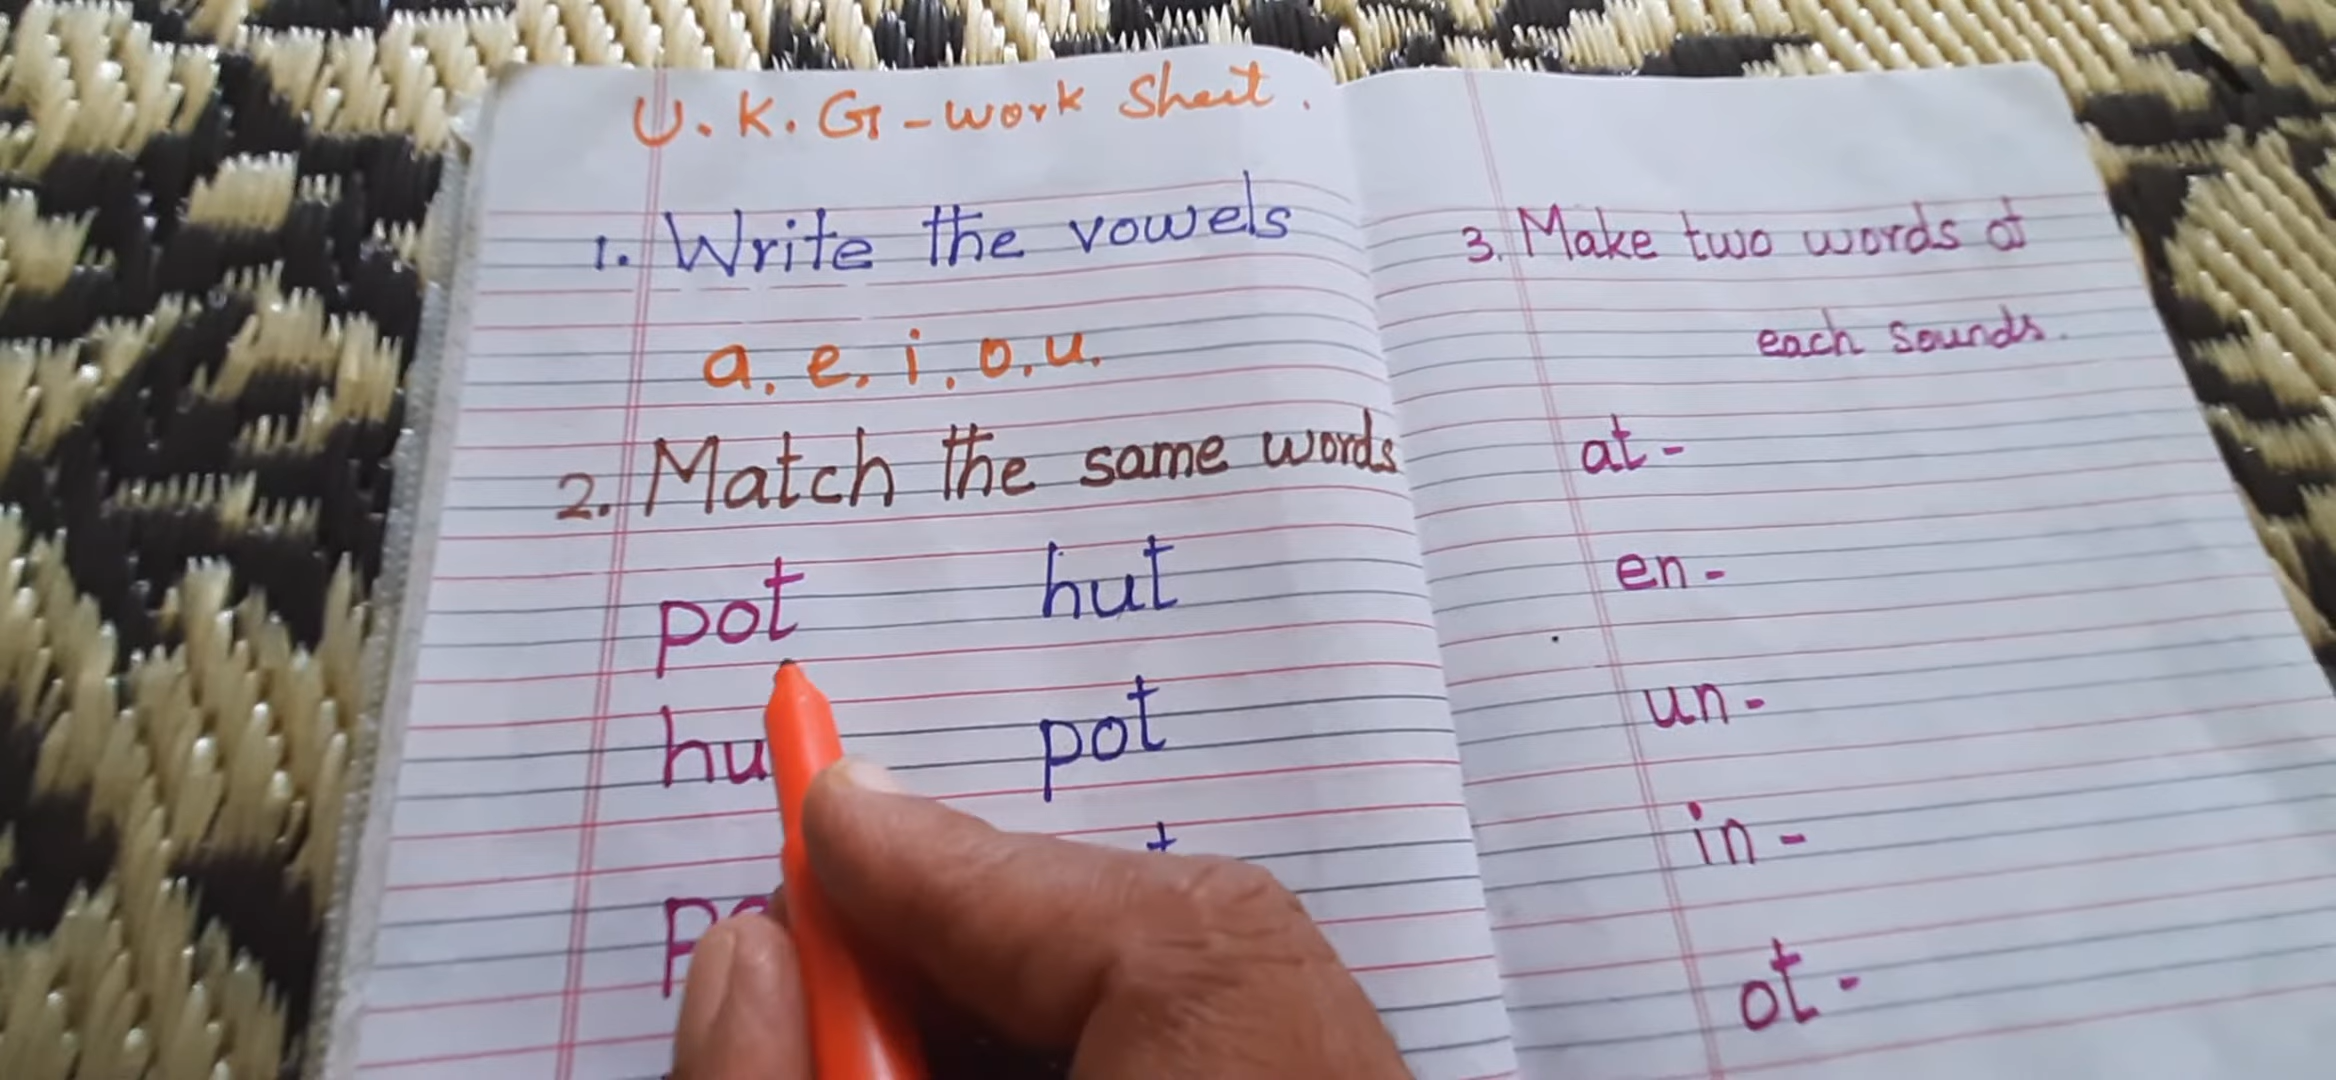 U.K.G - work Sheet.
1. Write the vowels
a. e. i. o. u.
2. Match the same words
pot hut
pot
3. Make two words of
each sounds.
at -
en -
un -
in -
ot -